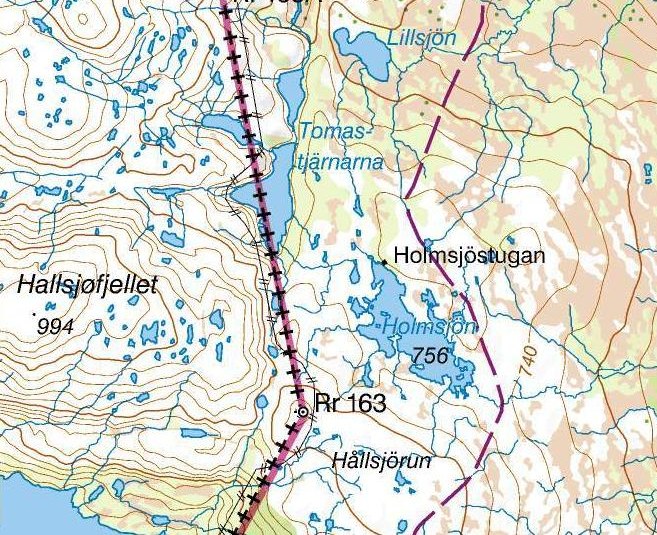 Lillsjön
Tomas-
tjärnarna
Holmsjöstugan
Hallsjøfjellet
994
Holmsjön
756
740
Rr 163
Hållsjörun